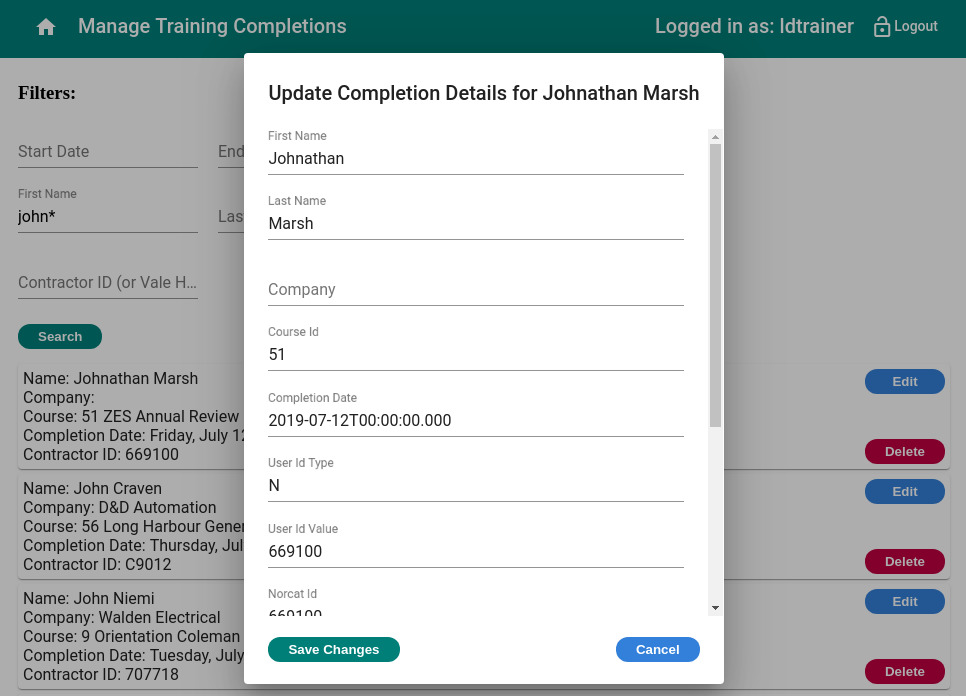 Manage Training Completions
Logged in as: ldtrainer
Logout
Filters:
Start Date
End
First Name
john*
Las
Contractor ID (or Vale H...
Search
Name: Johnathan Marsh
Company:
Course: 51 ZES Annual Review
Completion Date: Friday, July 12
Contractor ID: 669100
Edit
Delete
Name: John Craven
Company: D&D Automation
Course: 56 Long Harbour Gener
Completion Date: Thursday, Jul
Contractor ID: C9012
Edit
Delete
Name: John Niemi
Company: Walden Electrical
Course: 9 Orientation Coleman
Completion Date: Tuesday, July
Contractor ID: 707718
Edit
Delete
Update Completion Details for Johnathan Marsh
First Name
Johnathan
Last Name
Marsh
Company
Course Id
51
Completion Date
2019-07-12T00:00:00.000
User Id Type
N
User Id Value
669100
Norcat Id
669100
Save Changes
Cancel